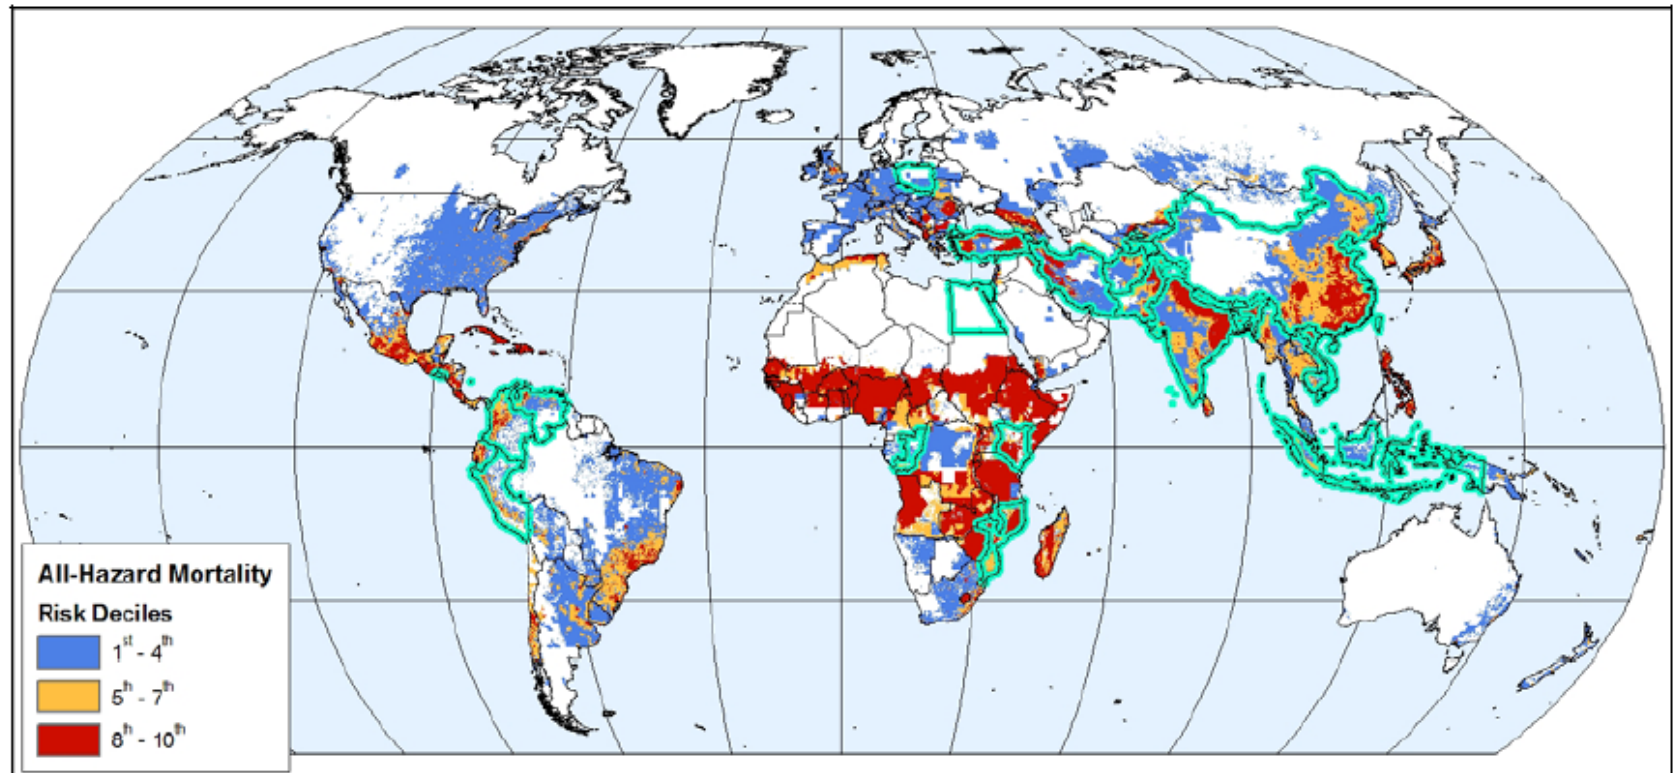 All-Hazard Mortality
Risk Deciles
1st - 4th
5th - 7th
8th - 10th